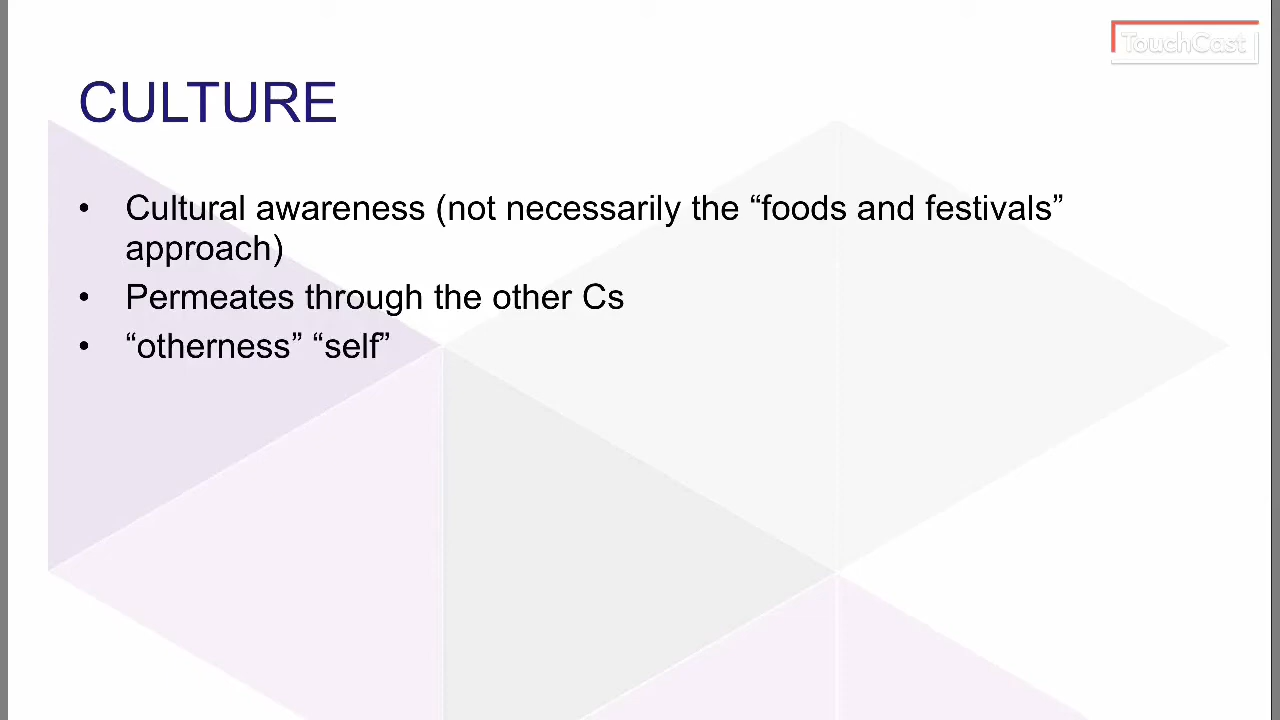 TouchCast
CULTURE
• Cultural awareness (not necessarily the “foods and festivals”
approach)
• Permeates through the other Cs
• “otherness” “self”